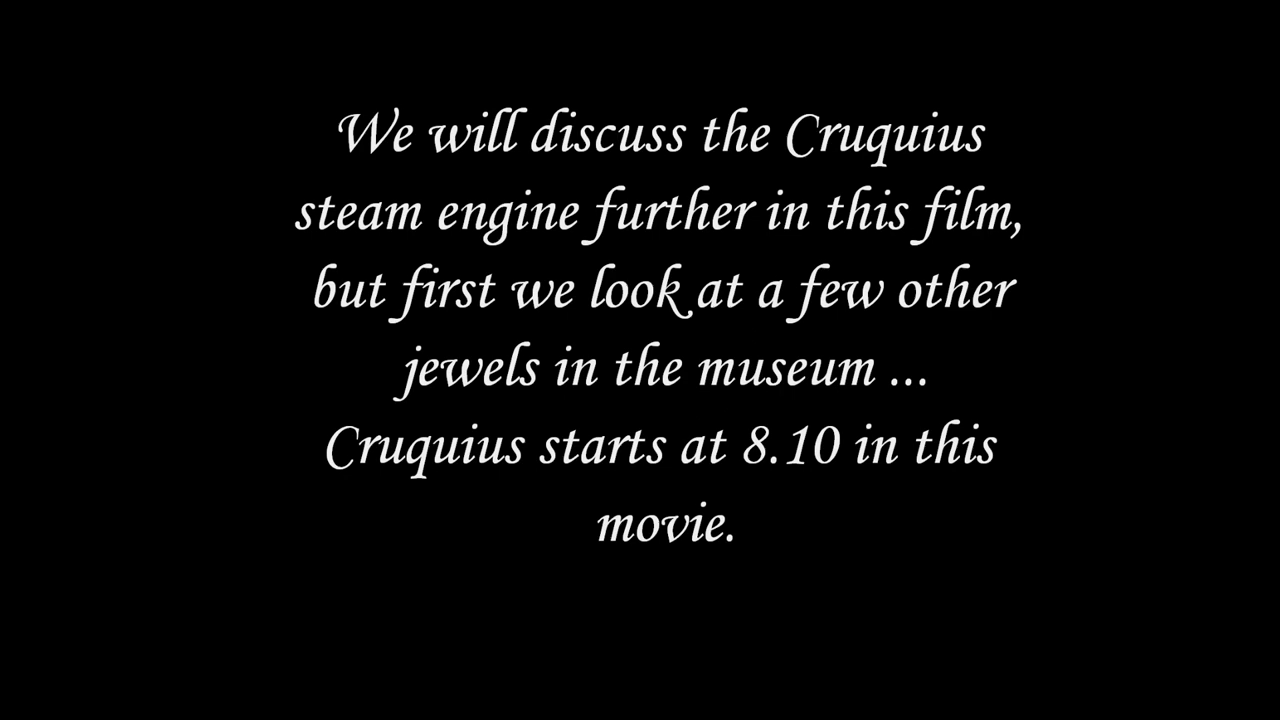 We will discuss the Cruquius
steam engine further in this film,
but first we look at a few other
jewels in the museum ...
Cruquius starts at 8.10 in this
movie.